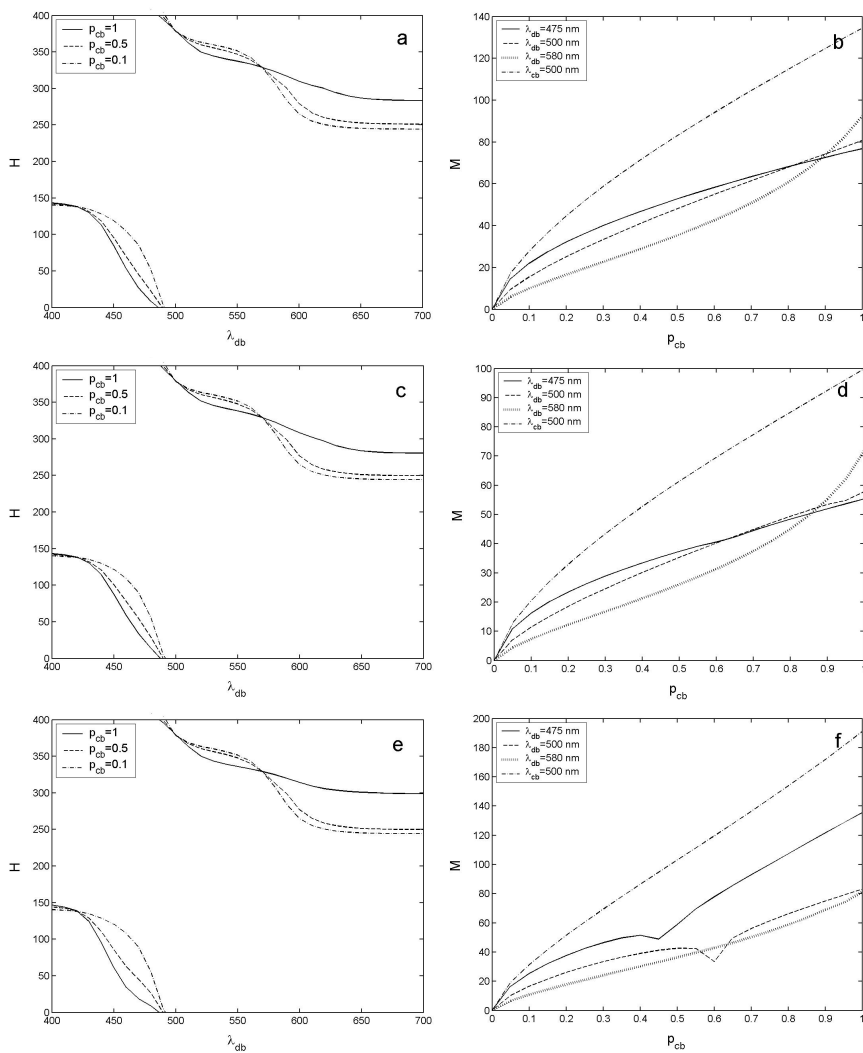 a
p_cb=1
p_cb=0.5
p_cb=0.1
H
400
350
300
250
200
150
100
50
0
400 450 500 550 600 650 700
λ_db
b
λ_db=475 nm
λ_db=500 nm
λ_db=580 nm
λ_cb=500 nm
M
140
120
100
80
60
40
20
0
0 0.1 0.2 0.3 0.4 0.5 0.6 0.7 0.8 0.9 1
p_cb
c
p_cb=1
p_cb=0.5
p_cb=0.1
H
400
350
300
250
200
150
100
50
0
400 450 500 550 600 650 700
λ_db
d
λ_db=475 nm
λ_db=500 nm
λ_db=580 nm
λ_cb=500 nm
M
100
90
80
70
60
50
40
30
20
10
0
0 0.1 0.2 0.3 0.4 0.5 0.6 0.7 0.8 0.9 1
p_cb
e
p_cb=1
p_cb=0.5
p_cb=0.1
H
400
350
300
250
200
150
100
50
0
400 450 500 550 600 650 700
λ_db
f
λ_db=475 nm
λ_db=500 nm
λ_db=580 nm
λ_cb=500 nm
M
200
180
160
140
120
100
80
60
40
20
0
0 0.1 0.2 0.3 0.4 0.5 0.6 0.7 0.8 0.9 1
p_cb